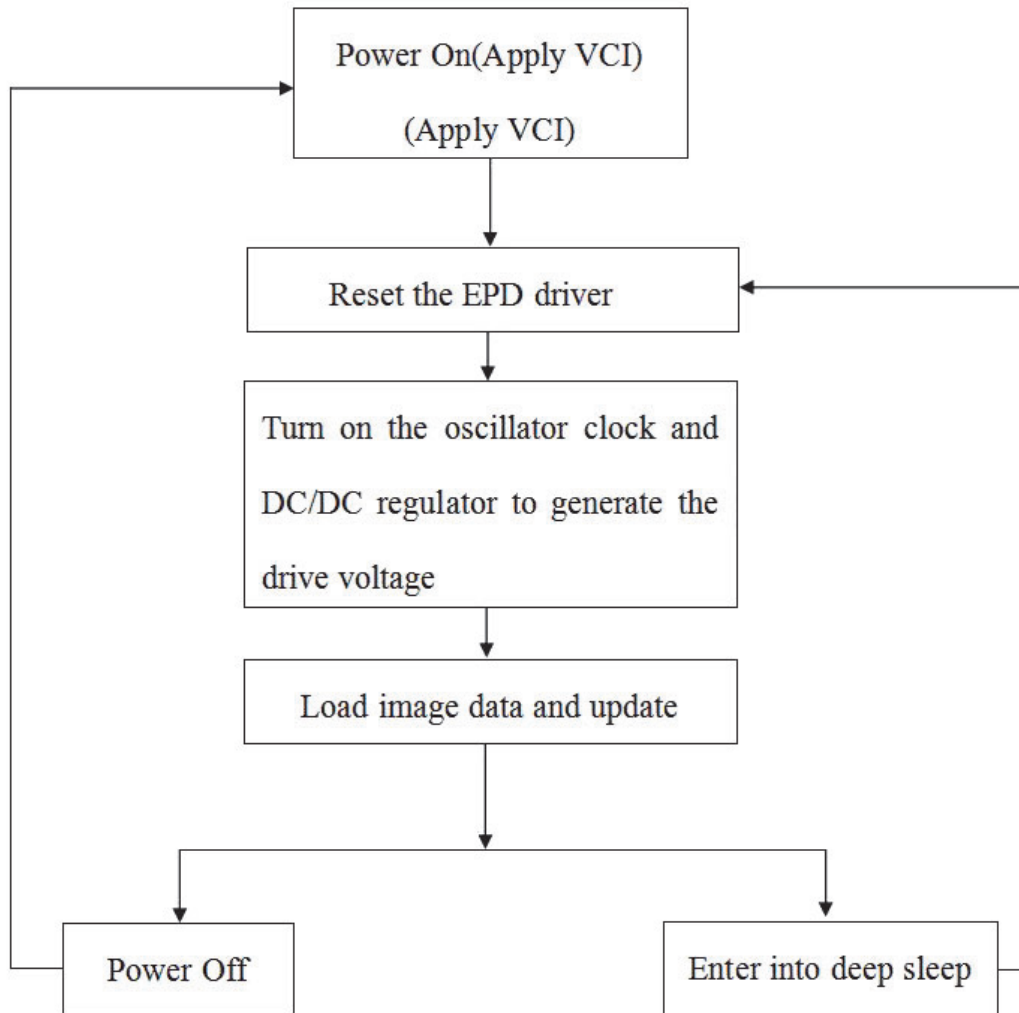 Power On(Apply VCI)
(Apply VCI)
Reset the EPD driver
Turn on the oscillator clock and
DC/DC regulator to generate the
drive voltage
Load image data and update
Power Off
Enter into deep sleep